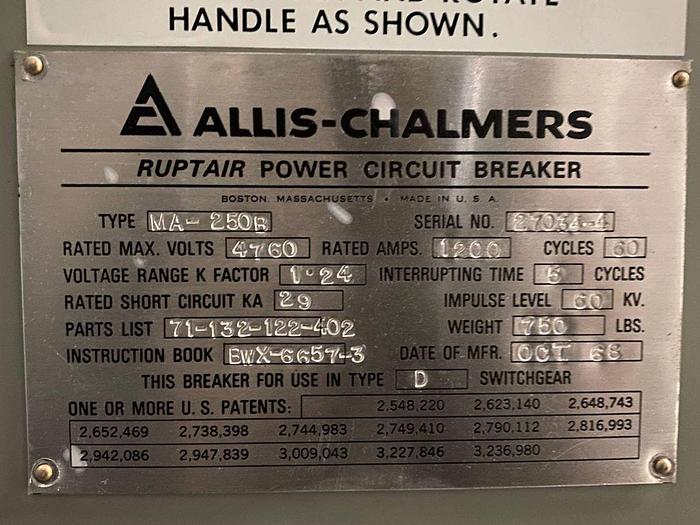 AND ROTATE
HANDLE AS SHOWN.
ALLIS-CHALMERS
RUPTAIR POWER CIRCUIT BREAKER
BOSTON, MASSACHUSETTS • MADE IN U. S. A.
TYPE MA-250B SERIAL NO. 27034-4
RATED MAX. VOLTS 4760 RATED AMPS. 1200 CYCLES 60
VOLTAGE RANGE K FACTOR 1.24 INTERRUPTING TIME 5 CYCLES
RATED SHORT CIRCUIT KA 29 IMPULSE LEVEL 60 KV.
PARTS LIST 71-132-122-402 WEIGHT 750 LBS.
INSTRUCTION BOOK BWX-6657-3 DATE OF MFR. OCT 68
THIS BREAKER FOR USE IN TYPE D SWITCHGEAR
ONE OR MORE U. S. PATENTS: 2,548,220 2,623,140 2,648,743
2,652,469 2,738,398 2,744,983 2,749,410 2,790,112 2,816,993
2,942,086 2,947,839 3,009,043 3,227,846 3,236,980